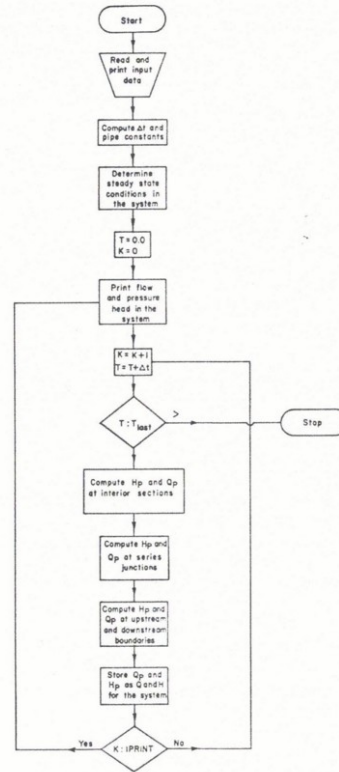 Start
Read and
print input
data
Compute Δt and
pipe constants
Determine
steady state
conditions in
the system
T=0.0
K=0
Print flow
and pressure
head in the
system
K=K+1
T=T+Δt
T:Tlast
>
Stop
Compute Hp and Qp
at interior sections
Compute Hp and
Qp at series
junctions
Compute Hp and
Qp at upstream
and downstream
boundaries
Store Qp and
Hp as Q and H
for the system
Yes
K:IPRINT
No